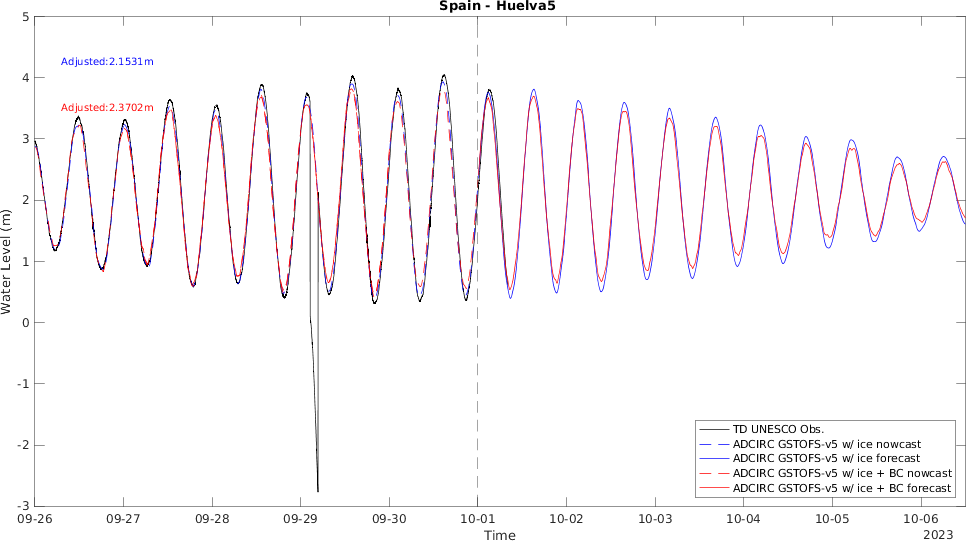 Spain - Huelva5
5
4
3
2
1
0
-1
-2
-3
Water Level (m)
Adjusted:2.1531m
Adjusted:2.3702m
TD UNESCO Obs.
ADCIRC GSTOFS-v5 w/ ice nowcast
ADCIRC GSTOFS-v5 w/ ice forecast
ADCIRC GSTOFS-v5 w/ ice + BC nowcast
ADCIRC GSTOFS-v5 w/ ice + BC forecast
09-26 09-27 09-28 09-29 09-30 10-01 10-02 10-03 10-04 10-05 10-06
Time
2023